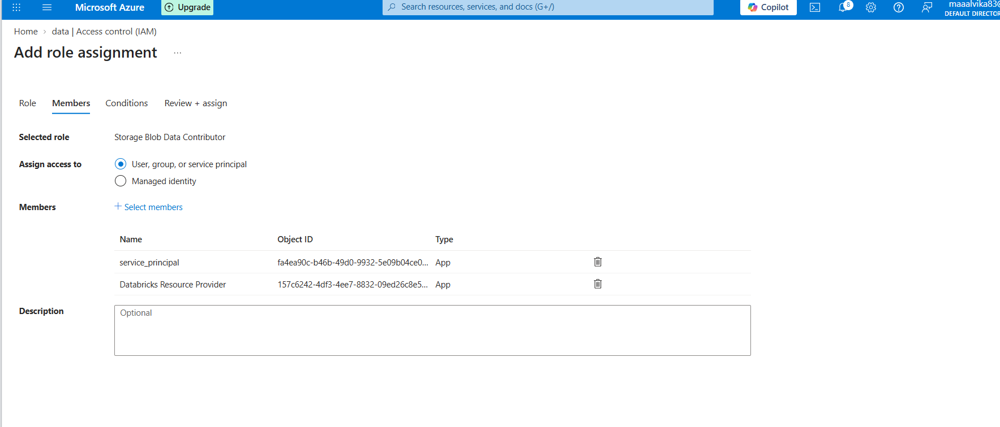 Microsoft Azure
Upgrade
Search resources, services, and docs (G+/)
Copilot
8
maaalvika83@
DEFAULT DIRECTOR
Home > data | Access control (IAM)
Add role assignment ...
Role Members Conditions Review + assign
Selected role Storage Blob Data Contributor
Assign access to User, group, or service principal
Managed identity
Members + Select members
Name Object ID Type
service_principal fa4ea90c-b46b-49d0-9932-5e09b04ce0... App
Databricks Resource Provider 157c6242-4df3-4ee7-8832-09ed26c8e5... App
Description Optional